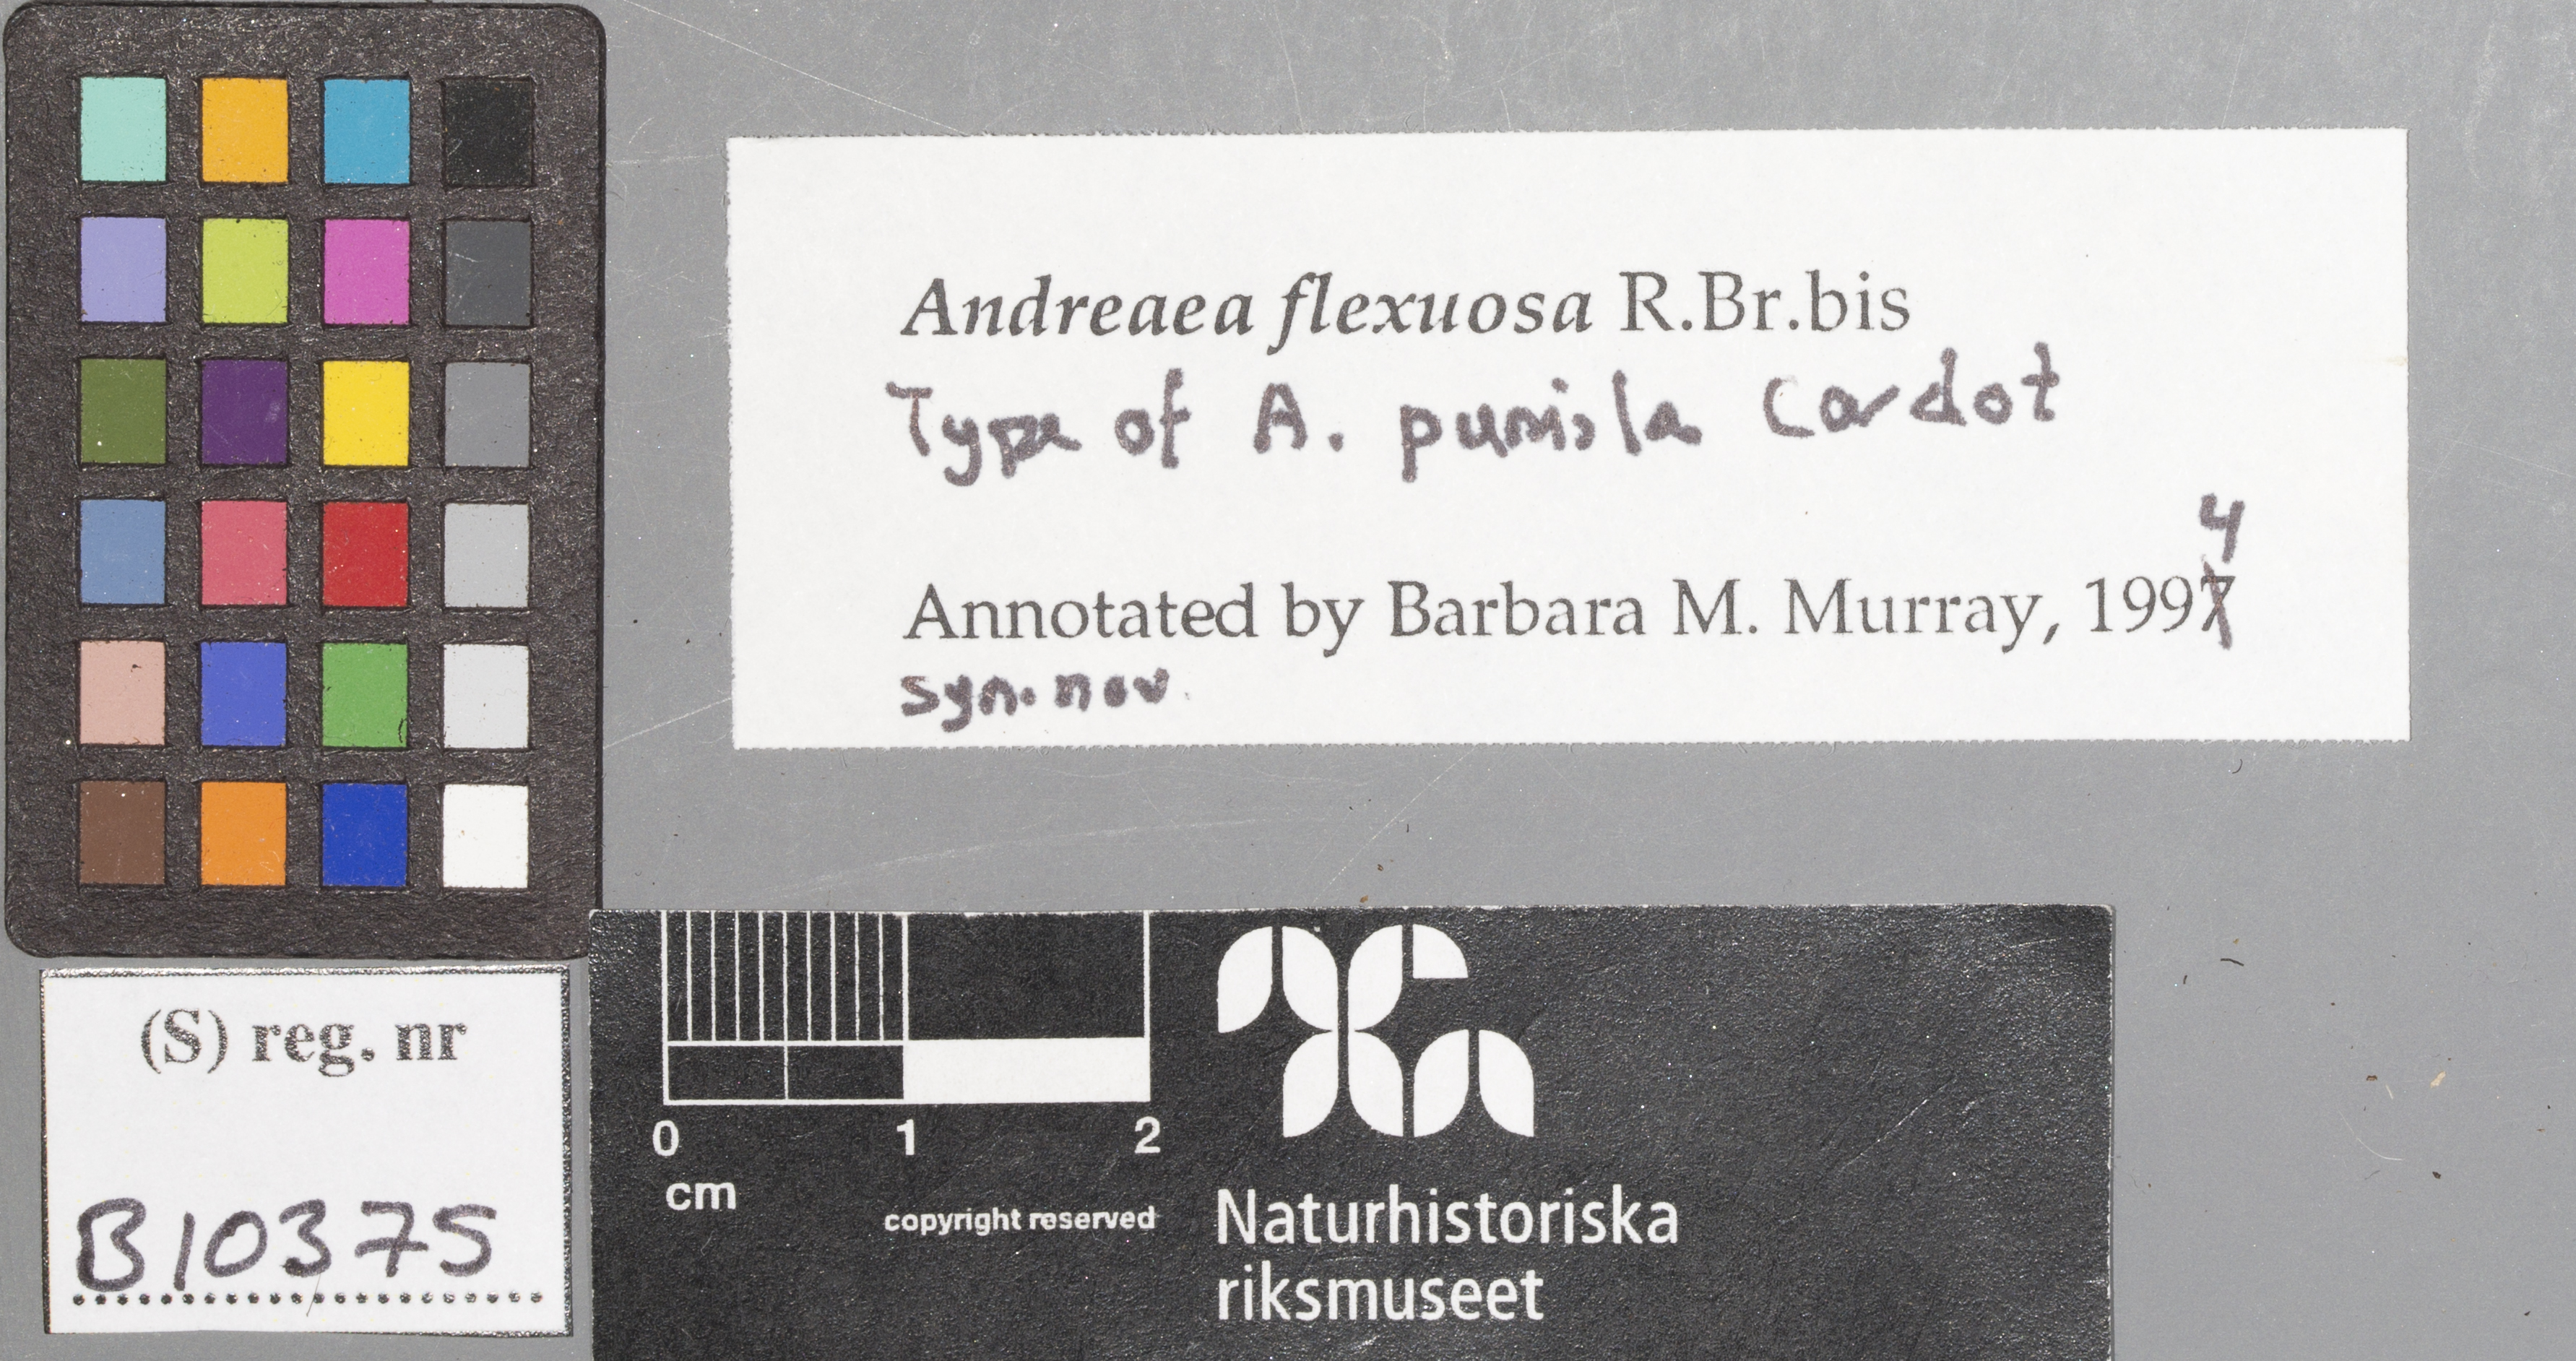 Andreaea flexuosa R.Br.bis
Type of A. pumila Cardot
4
Annotated by Barbara M. Murray, 1997
syn. nov.
(S) reg. nr
B10375
0 1 2
cm
copyright reserved
Naturhistoriska
riksmuseet